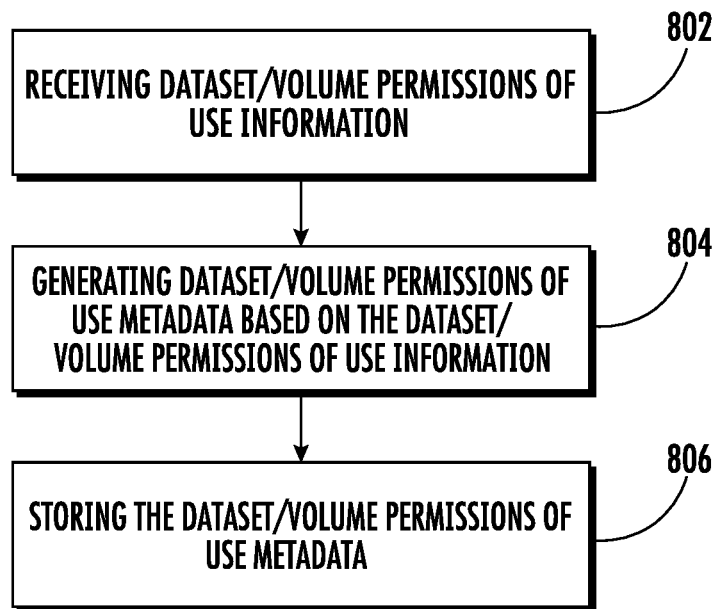 802
RECEIVING DATASET/VOLUME PERMISSIONS OF
USE INFORMATION
804
GENERATING DATASET/VOLUME PERMISSIONS OF
USE METADATA BASED ON THE DATASET/
VOLUME PERMISSIONS OF USE INFORMATION
806
STORING THE DATASET/VOLUME PERMISSIONS OF
USE METADATA